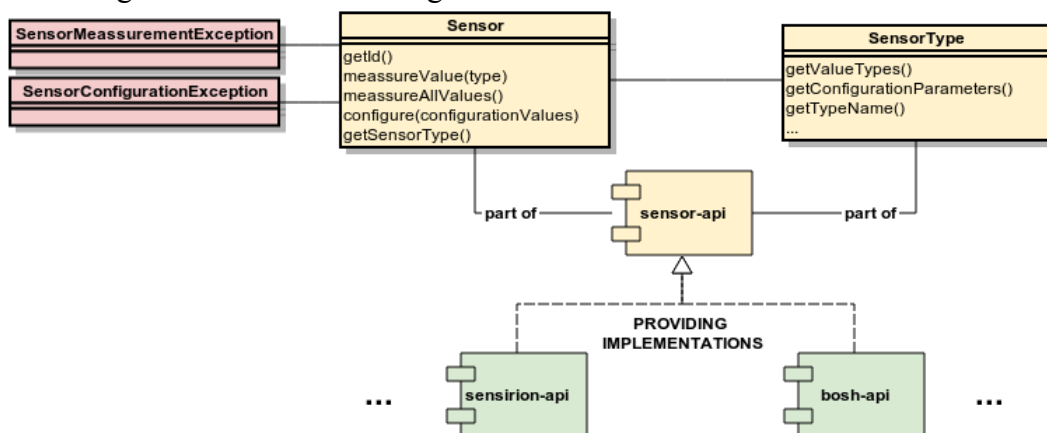 SensorMeassurementException
SensorConfigurationException
Sensor
getId()
meassureValue(type)
meassureAllValues()
configure(configurationValues)
getSensorType()
SensorType
getValueTypes()
getConfigurationParameters()
getTypeName()
...
part of
sensor-api
part of
PROVIDING
IMPLEMENTATIONS
...
sensirion-api
bosh-api
...